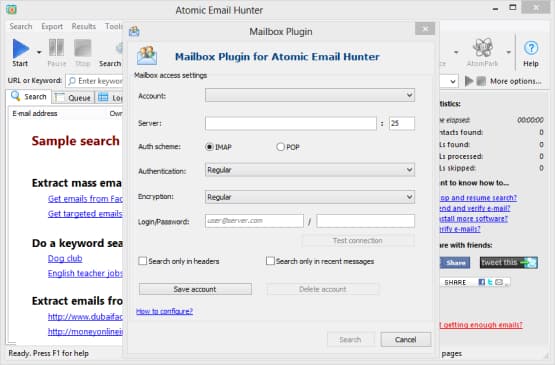 Atomic Email Hunter
Search Export Results Tools
Start Pause Stop
AtomPark Help
URL or Keyword: Enter keyword
More options...
Search Queue
E-mail address
Sample search
Extract mass ema
Get emails from Fac
Get targeted emails
Do a keyword sea
Dog club
English teacher jobs
Extract emails from
http://www.dubaifac
http://moneyonlinei
Ready. Press F1 for help
Mailbox Plugin
Mailbox Plugin for Atomic Email Hunter
Mailbox access settings
Account:
Server: : 25
Auth scheme: IMAP POP
Authentication: Regular
Encryption: Regular
Login/Password: user@server.com /
Test connection
Search only in headers Search only in recent messages
Save account Delete account
How to configure?
Search Cancel
tistics:
e elapsed: 00:00:00
ntacts found: 0
Ls found: 0
Ls processed: 0
Ls skipped: 0
nt to know how to...
op and resume search?
end and verify e-mail?
stall more software?
rify e-mails?
are with friends:
Share tweet this
SHARE
t getting enough emails?
pages